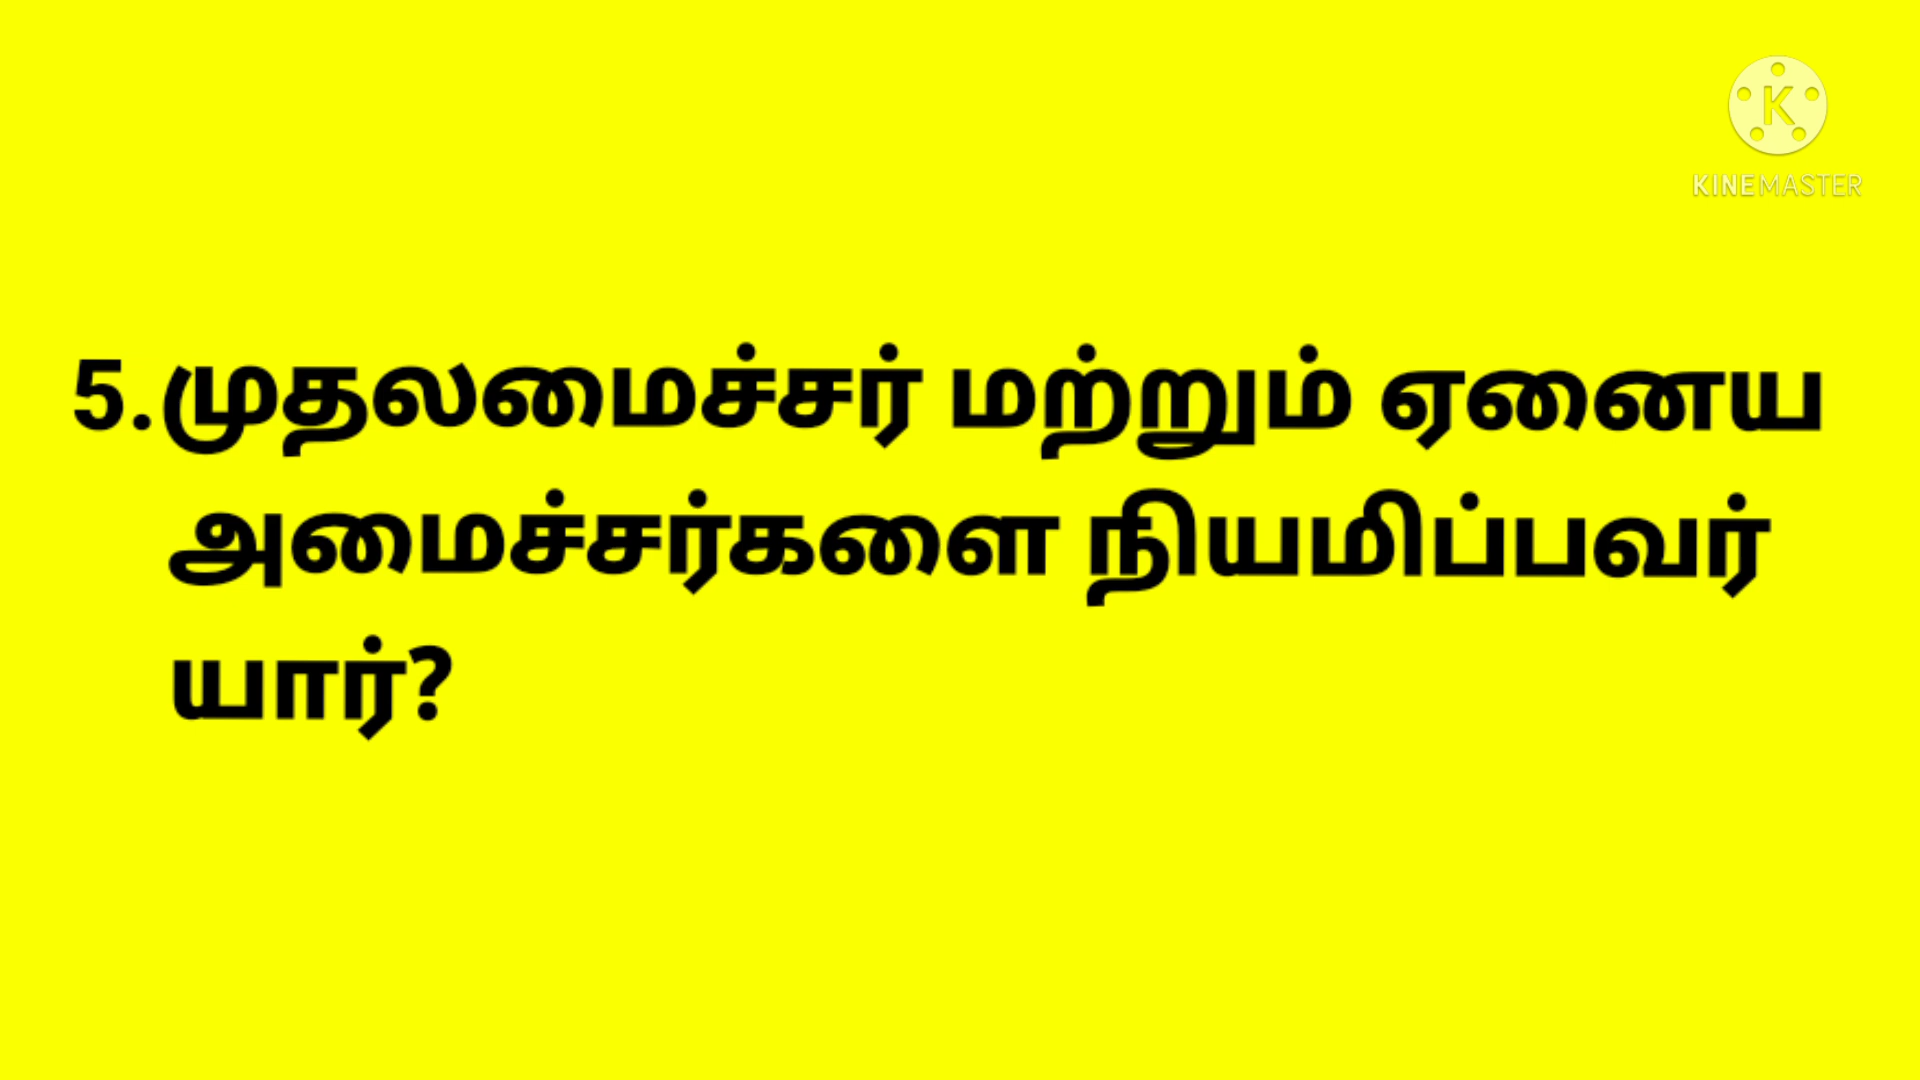 K
KINEMASTER
5.முதலமைச்சர் மற்றும் ஏனைய
அமைச்சர்களை நியமிப்பவர்
யார்?